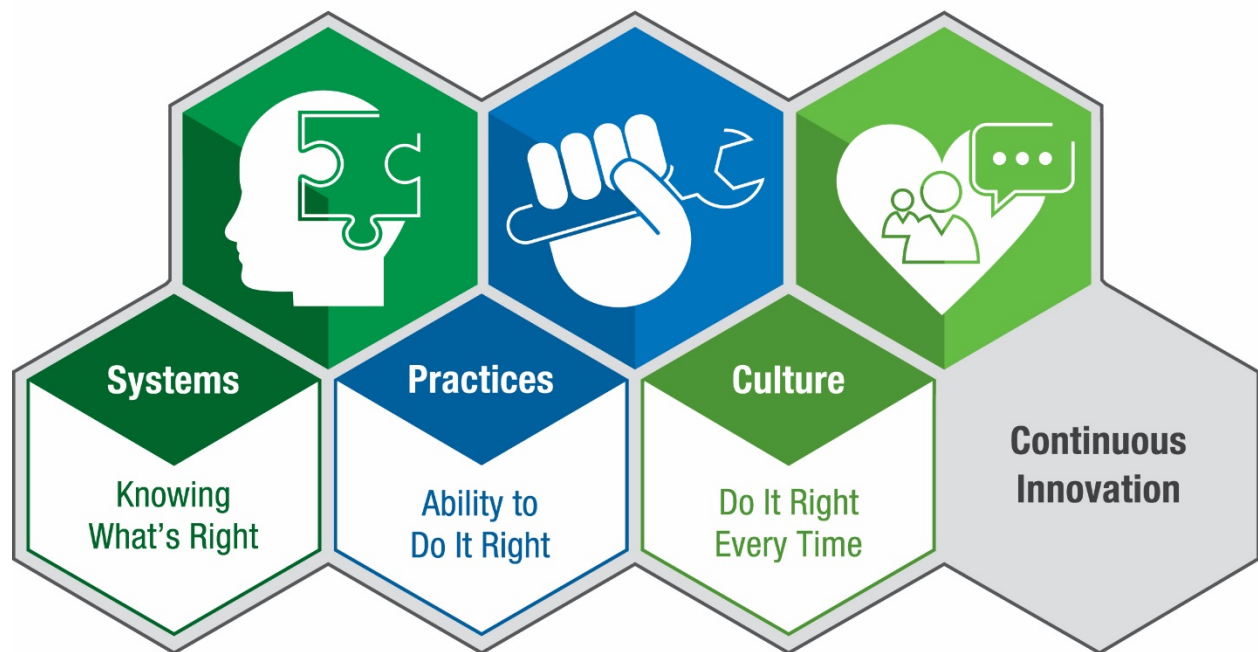 Systems
Knowing
What's Right
Practices
Ability to
Do It Right
Culture
Do It Right
Every Time
Continuous
Innovation